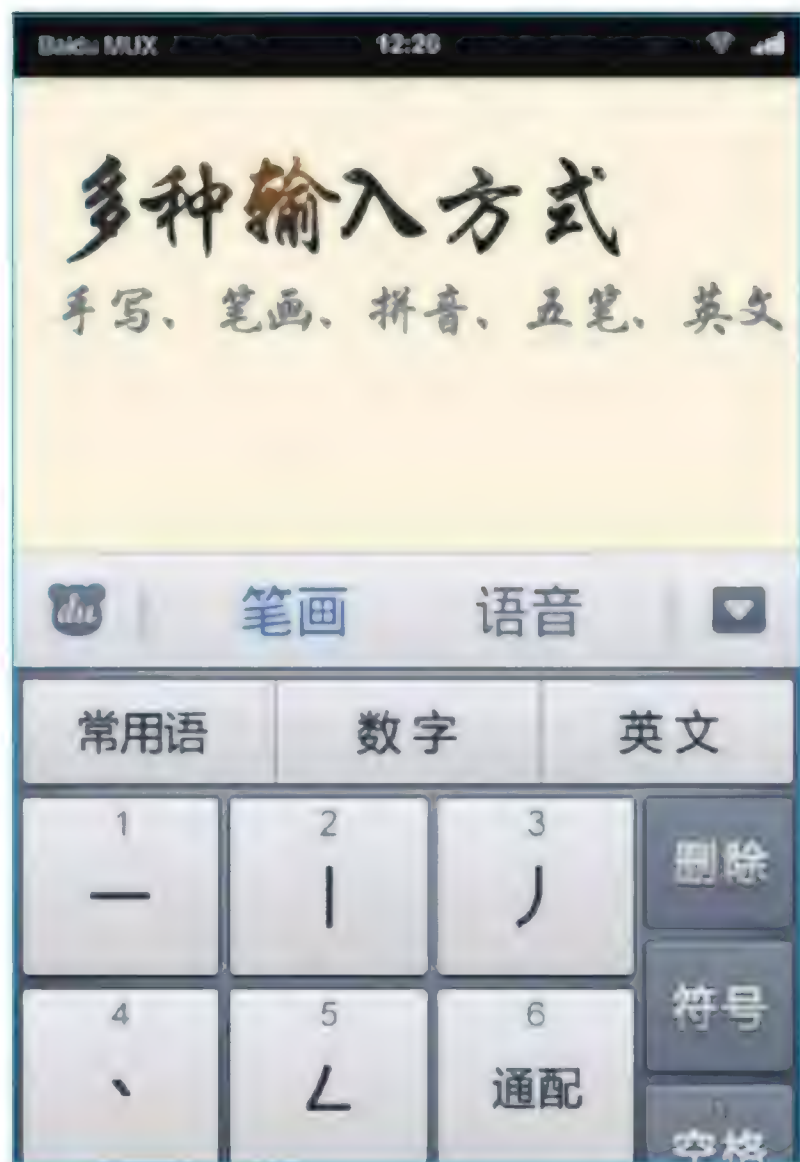 Baidu MUX 12:20
多种输入方式
手写、笔画、拼音、五笔、英文
du 笔画 语音
常用语 数字 英文
1 2 3
一 丨 丿 删除
符号
4 5 6
丶 ㄥ 通配
空格